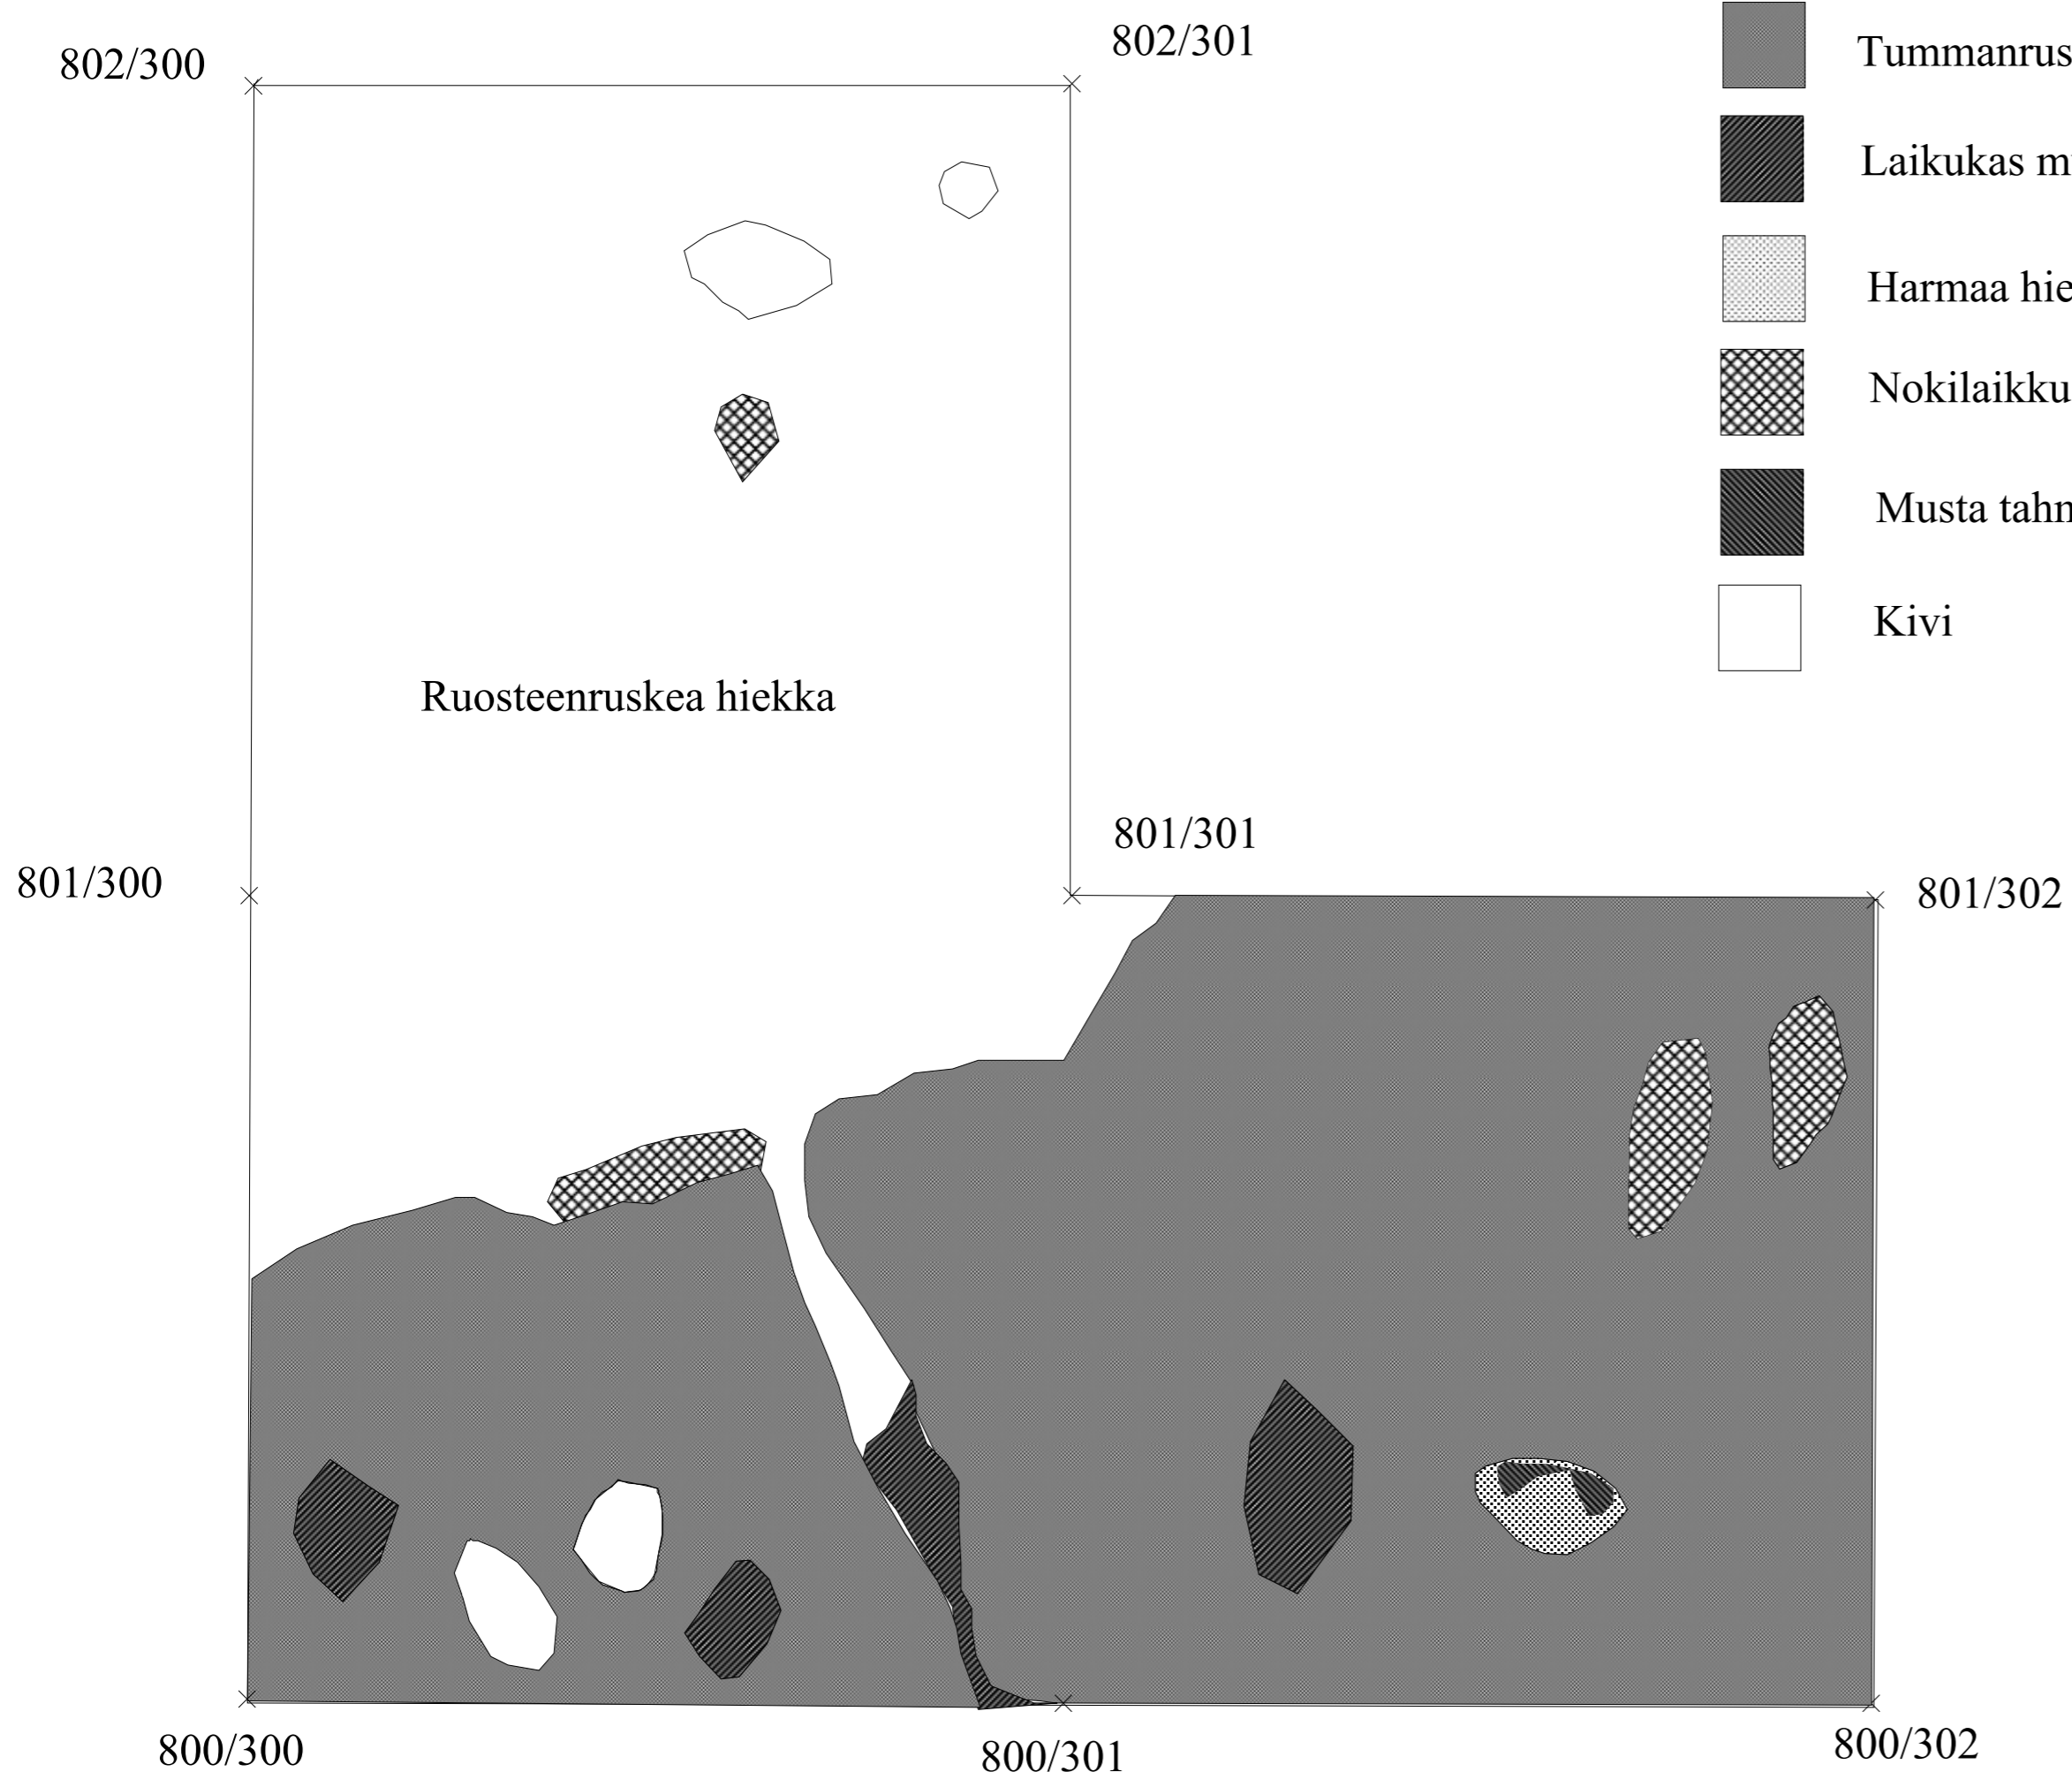 802/300
802/301
Ruosteenruskea hiekka
801/300
801/301
801/302
800/300
800/301
800/302
Tummanrus
Laikukas m
Harmaa hie
Nokilaikku
Musta tahn
Kivi